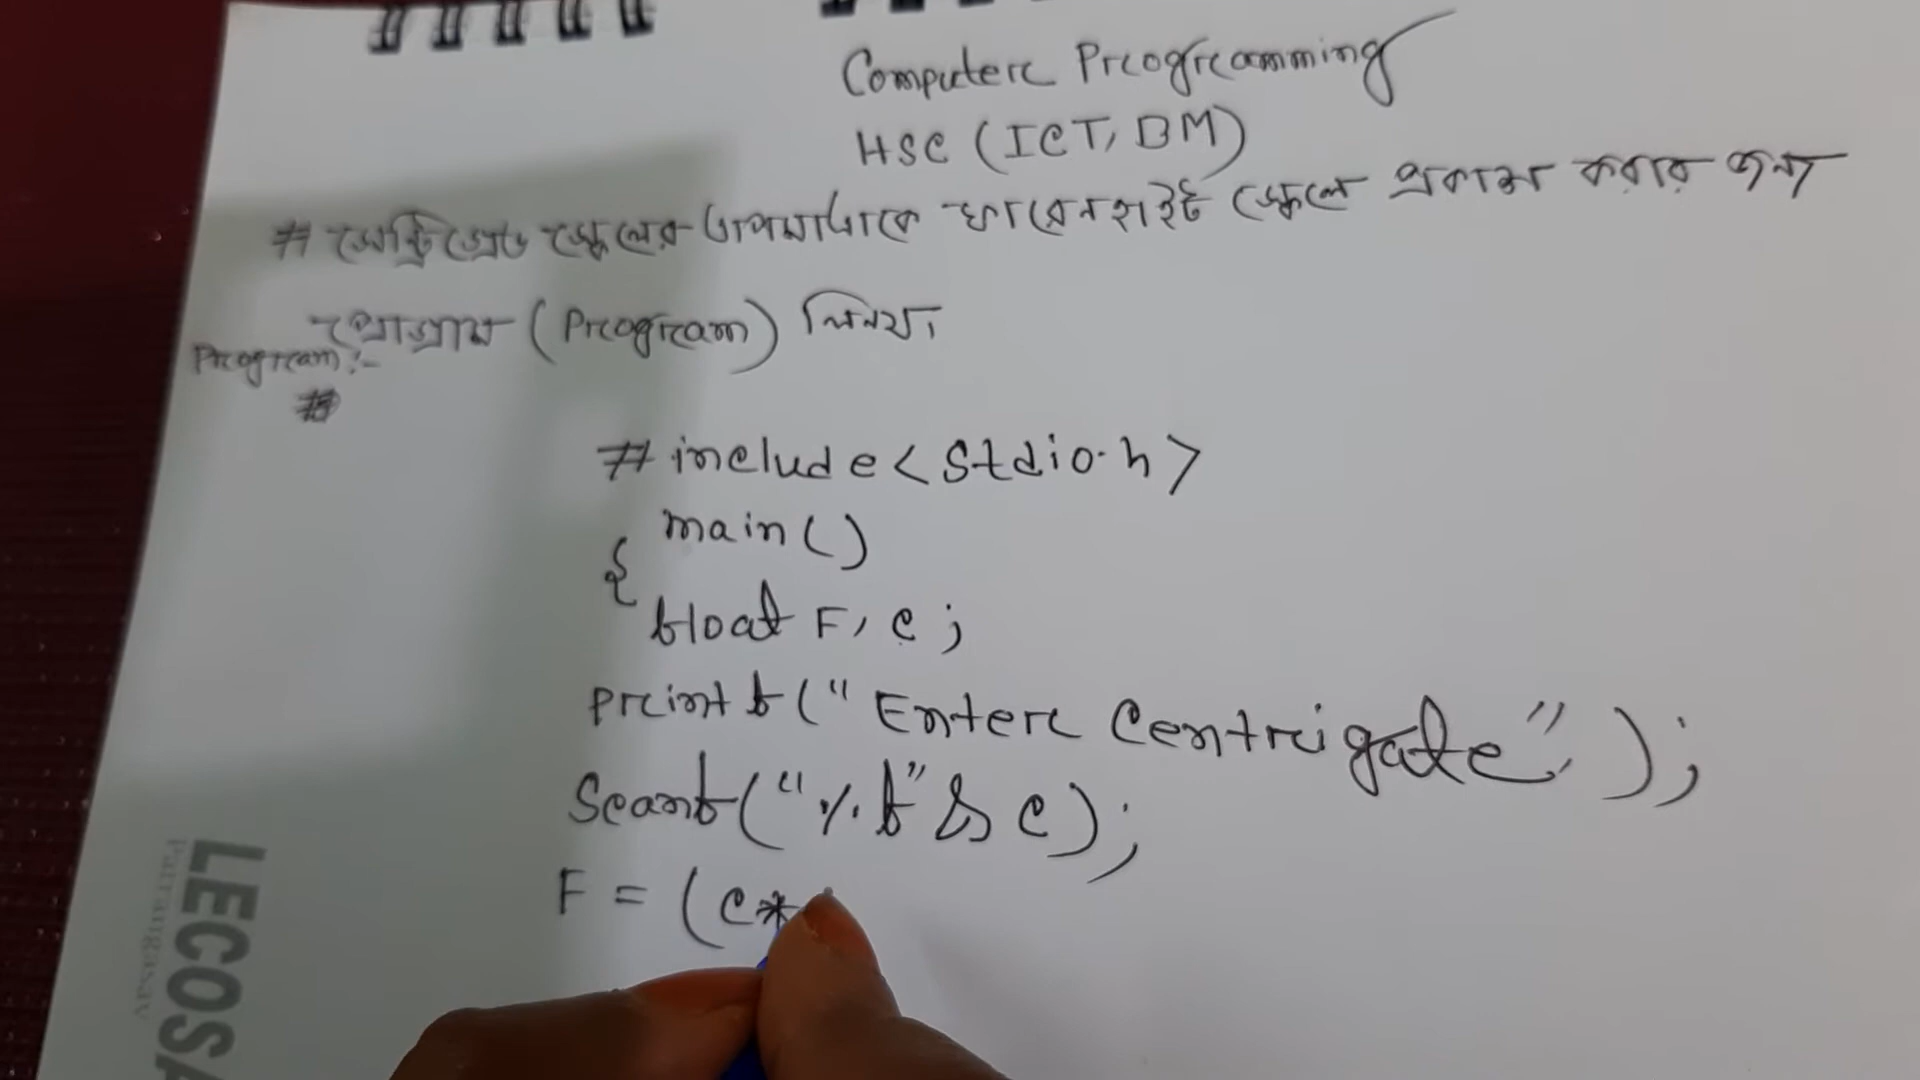 Computer Programming
HSC (ICT, BM)
# সেন্ট্রিগ্রেড স্কেলের তাপমাত্রাকে ফারেনহাইট স্কেলে প্রকাশ করার জন্য
প্রোগ্রাম (Program) লিখ।
Program:-
#
# include < Stdio.h >
main ()
{
float F, c ;
printf (" Enter Centrigate" );
Scanf ("%f" & c );
F = ( c *
LECOSA